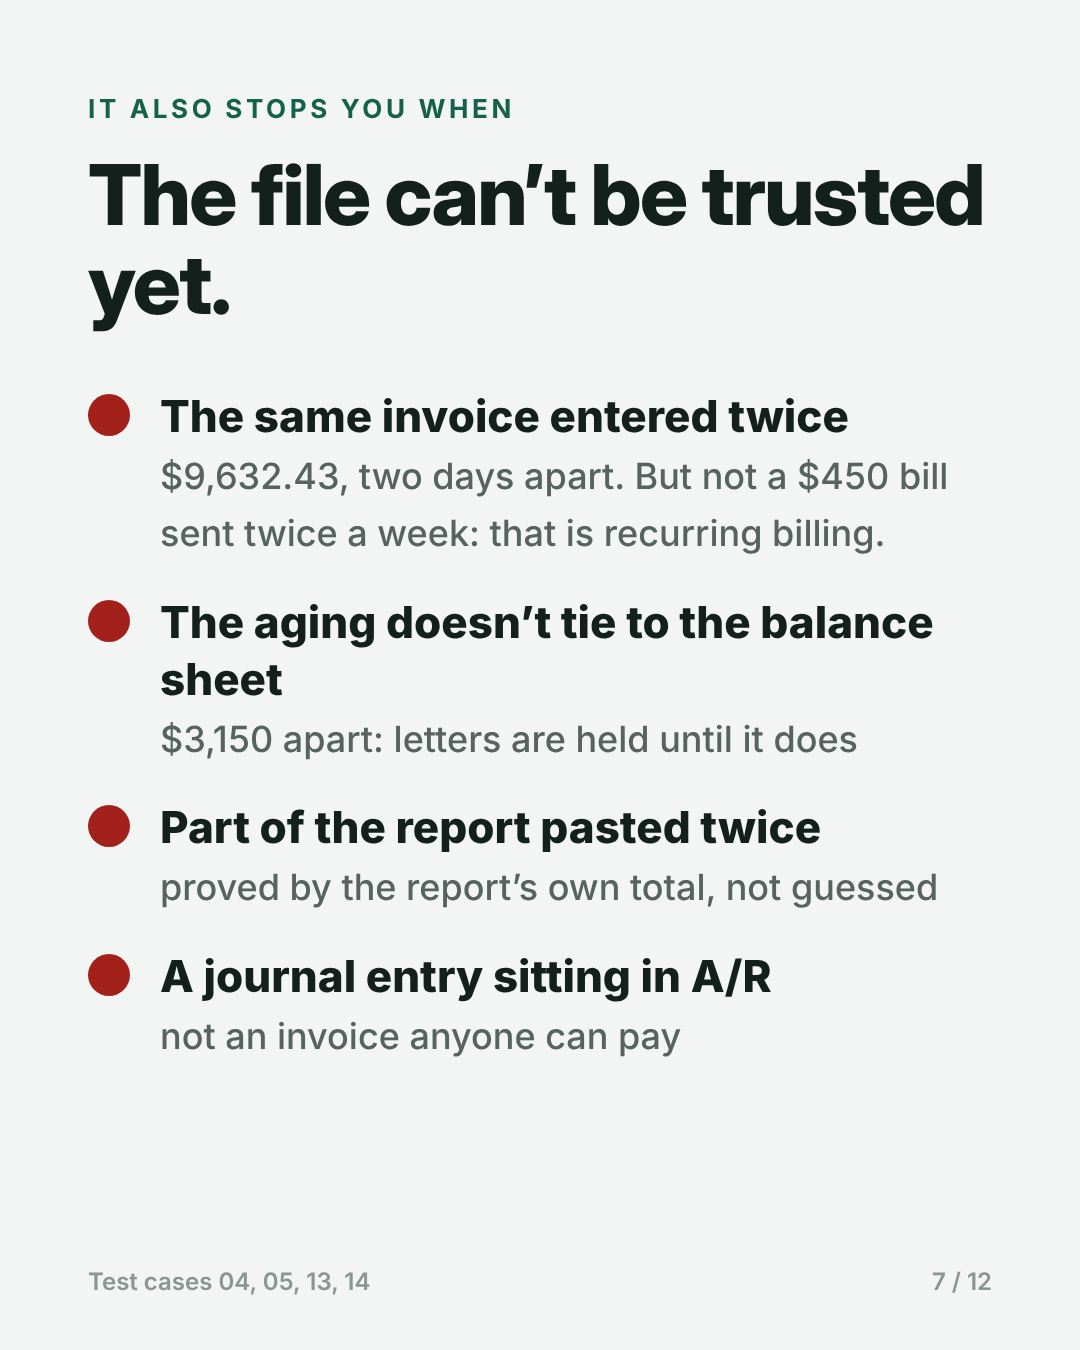 IT ALSO STOPS YOU WHEN
The file can’t be trusted
yet.
The same invoice entered twice
$9,632.43, two days apart. But not a $450 bill
sent twice a week: that is recurring billing.
The aging doesn’t tie to the balance
sheet
$3,150 apart: letters are held until it does
Part of the report pasted twice
proved by the report’s own total, not guessed
A journal entry sitting in A/R
not an invoice anyone can pay
Test cases 04, 05, 13, 14
7 / 12